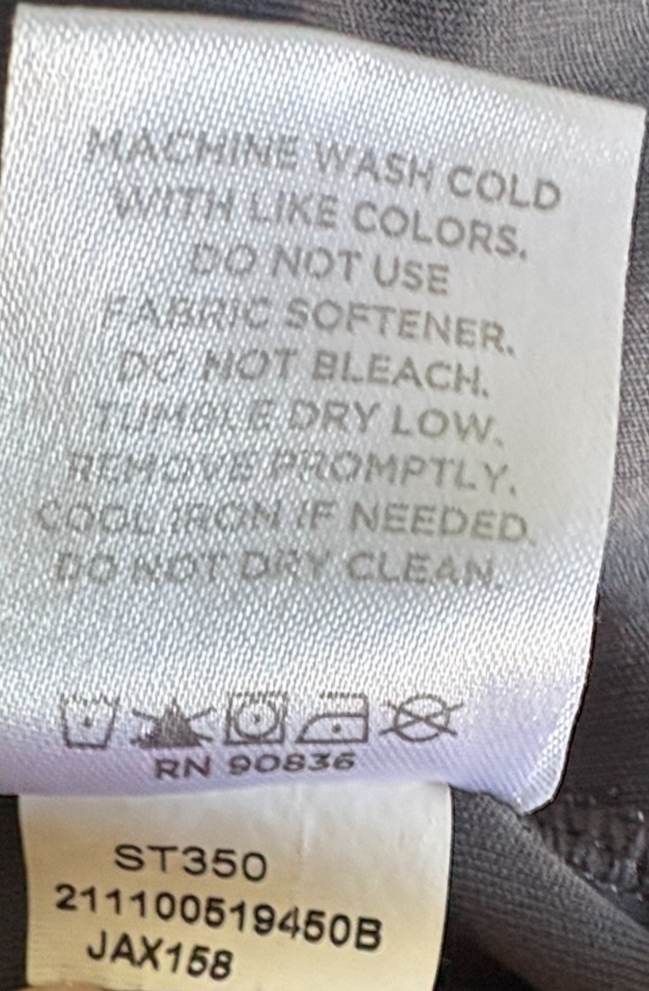 MACHINE WASH COLD
WITH LIKE COLORS.
DO NOT USE
FABRIC SOFTENER.
DO NOT BLEACH.
TUMBLE DRY LOW.
REMOVE PROMPTLY.
COOL IRON IF NEEDED.
DO NOT DRY CLEAN.
RN 90836
ST350
211100519450B
JAX158